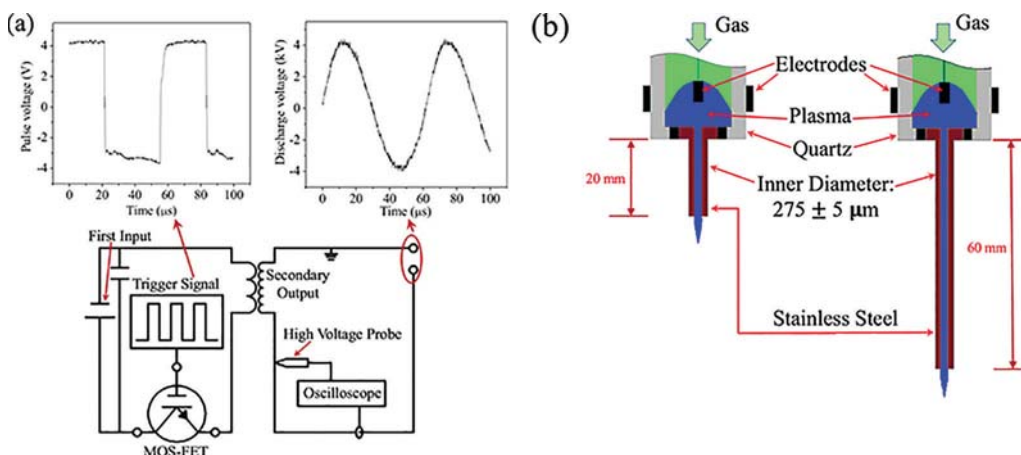 (a)
Pulse voltage (V)
4
2
0
-2
-4
0 20 40 60 80 100
Time (μs)
Discharge voltage (kV)
4
2
0
-2
-4
0 20 40 60 80 100
Time (μs)
First Input
Trigger Signal
Secondary
Output
High Voltage Probe
Oscilloscope
MOS-FET
(b)
Gas
Gas
Electrodes
Plasma
Quartz
20 mm
Inner Diameter:
275 ± 5 μm
60 mm
Stainless Steel